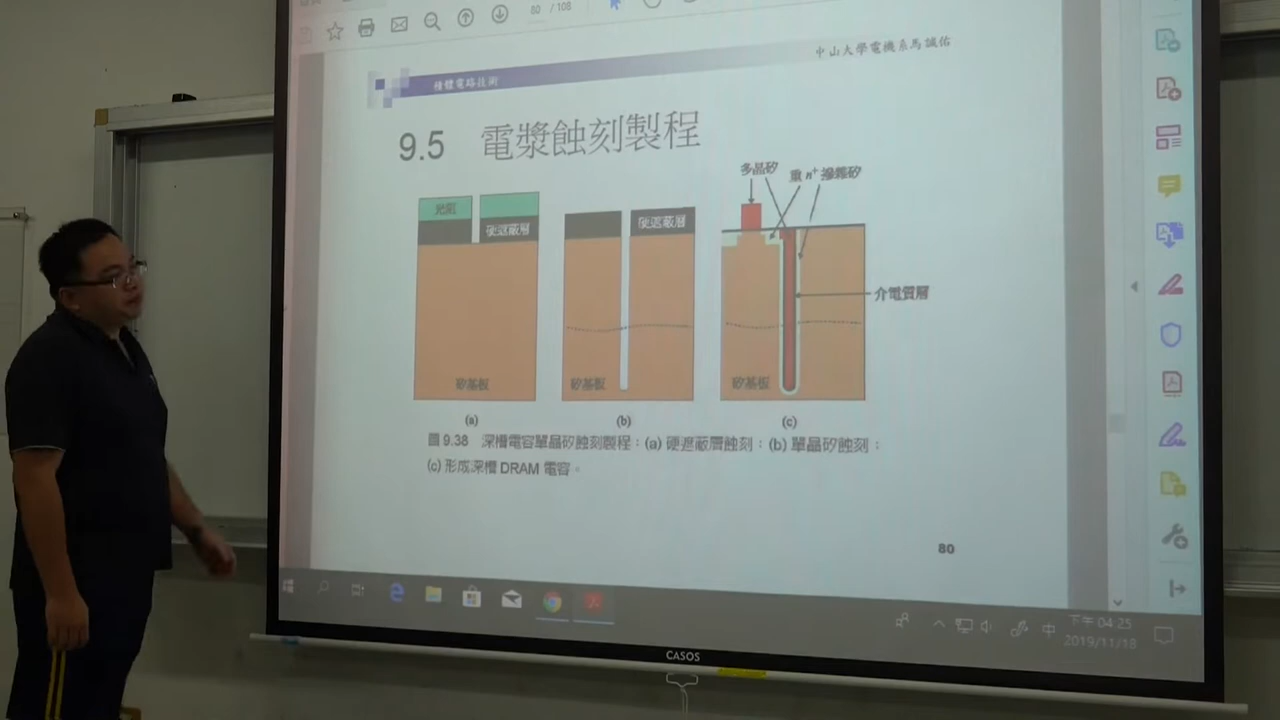 80 / 108
中山大學電機系馬誠佑
積體電路技術
9.5 電漿蝕刻製程
多晶矽
重 n+ 摻雜矽
光阻
硬遮蔽層
硬遮蔽層
介電質層
矽基板
矽基板
矽基板
(a)
(b)
(c)
圖 9.38 深槽電容單晶矽蝕刻製程：(a) 硬遮蔽層蝕刻；(b) 單晶矽蝕刻；
(c) 形成深槽 DRAM 電容。
80
中
下午 04:25
2019/11/18
CASOS